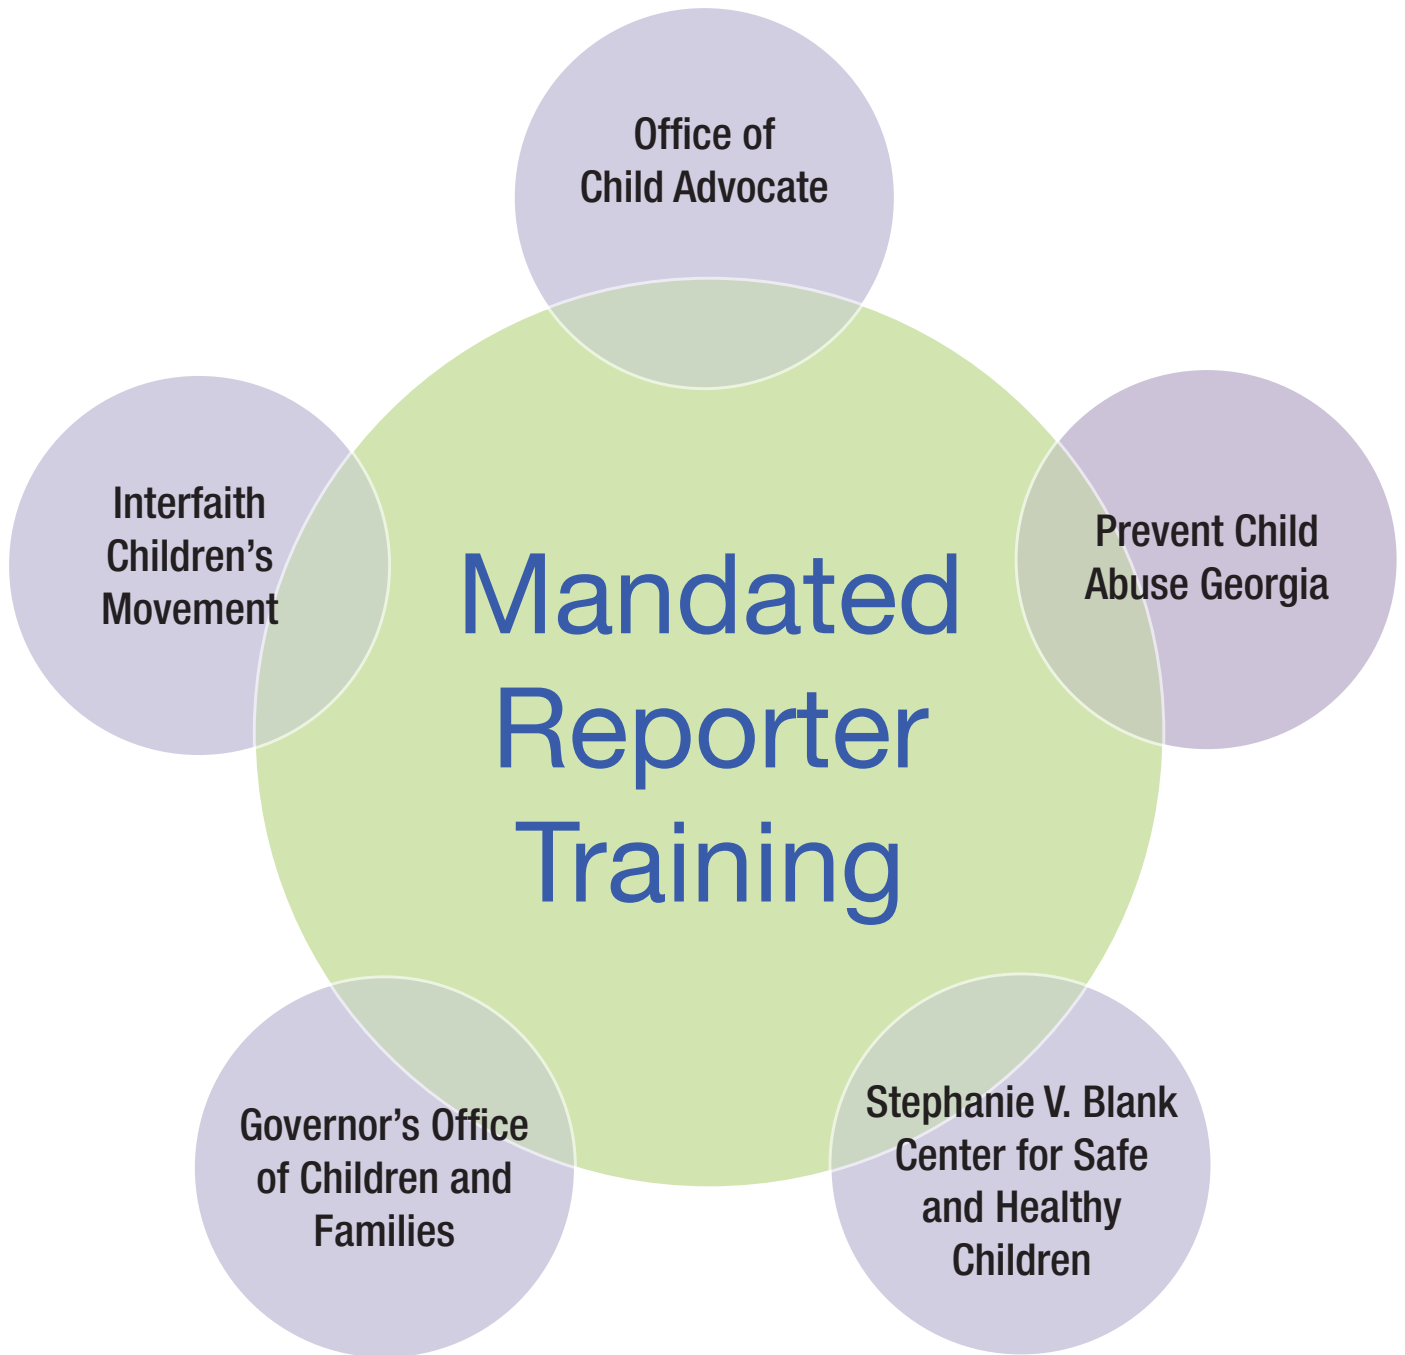 Office of
Child Advocate
Interfaith
Children’s
Movement
Prevent Child
Abuse Georgia
Mandated
Reporter
Training
Governor’s Office
of Children and
Families
Stephanie V. Blank
Center for Safe
and Healthy
Children